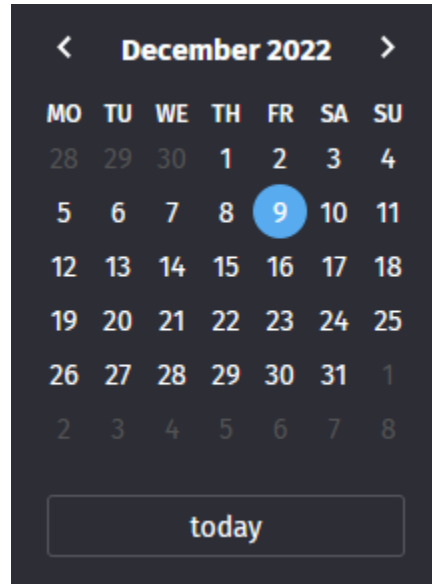 < December 2022 >
MO TU WE TH FR SA SU
28 29 30 1 2 3 4
5 6 7 8 9 10 11
12 13 14 15 16 17 18
19 20 21 22 23 24 25
26 27 28 29 30 31 1
2 3 4 5 6 7 8
today